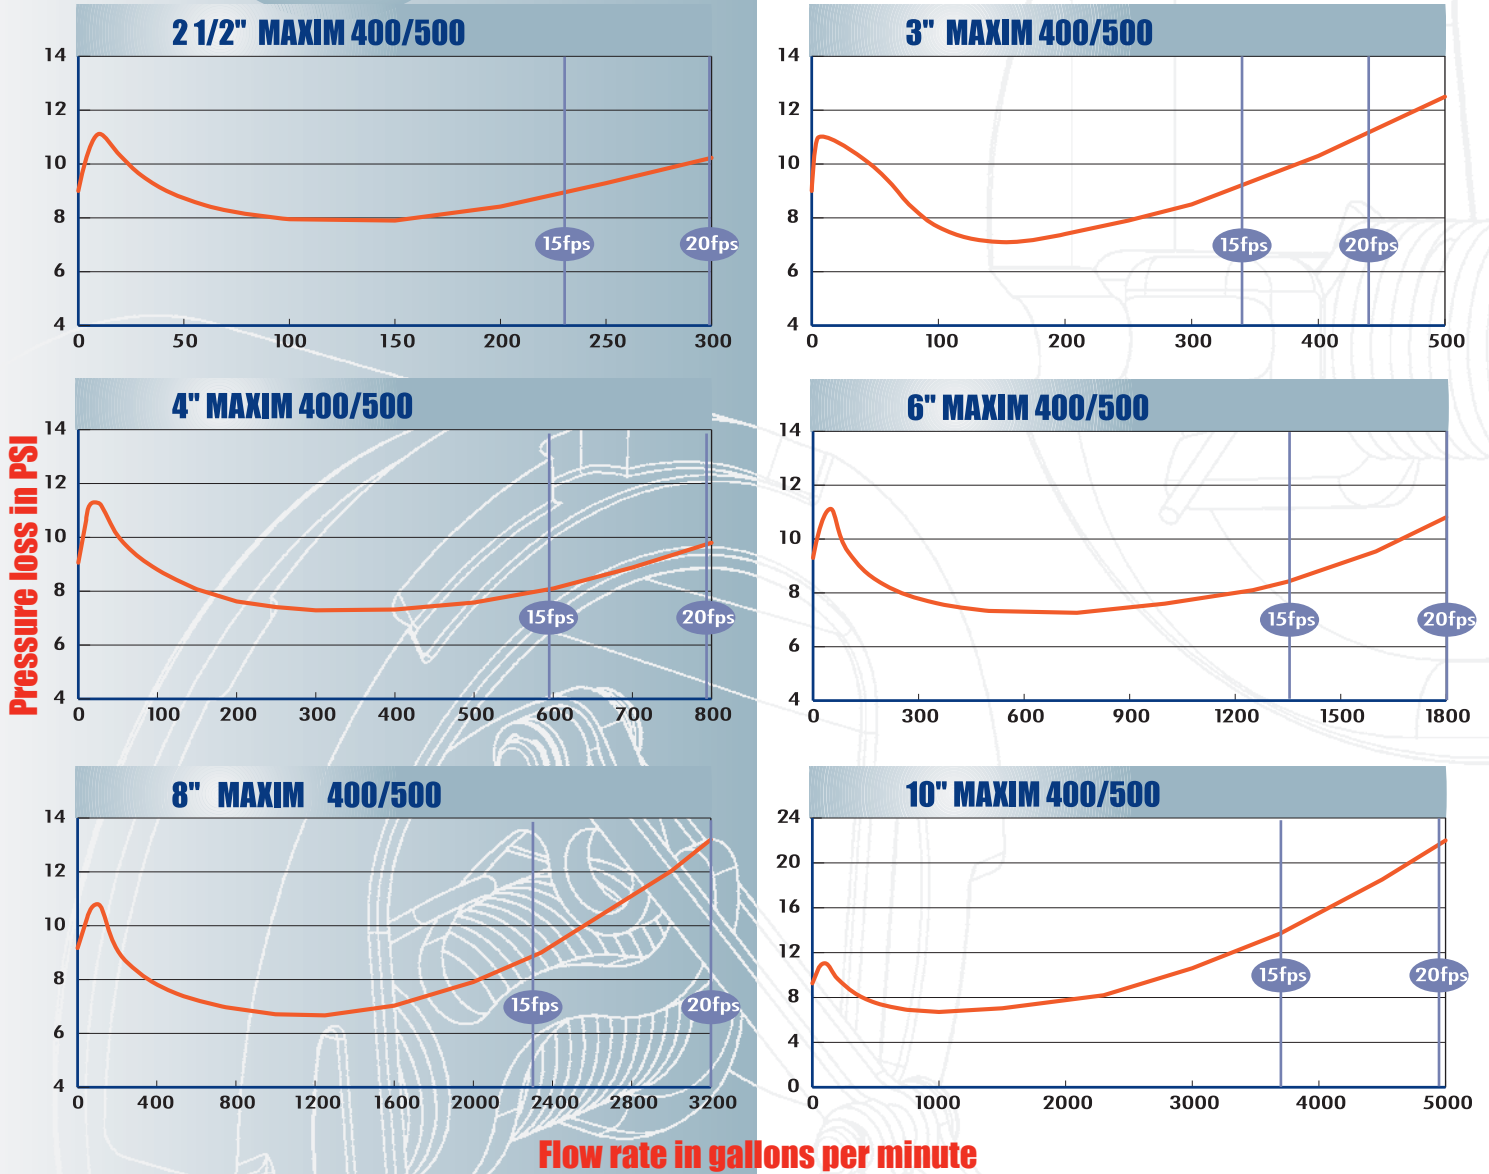 2 1/2" MAXIM 400/500
14
12
10
8
6
4
15fps
20fps
0 50 100 150 200 250 300
3" MAXIM 400/500
14
12
10
8
6
4
15fps
20fps
0 100 200 300 400 500
Pressure loss in PSI
4" MAXIM 400/500
14
12
10
8
6
4
15fps
20fps
0 100 200 300 400 500 600 700 800
6" MAXIM 400/500
14
12
10
8
6
4
15fps
20fps
0 300 600 900 1200 1500 1800
8" MAXIM 400/500
14
12
10
8
6
4
15fps
20fps
0 400 800 1200 1600 2000 2400 2800 3200
10" MAXIM 400/500
24
20
16
12
8
4
0
15fps
20fps
0 1000 2000 3000 4000 5000
Flow rate in gallons per minute